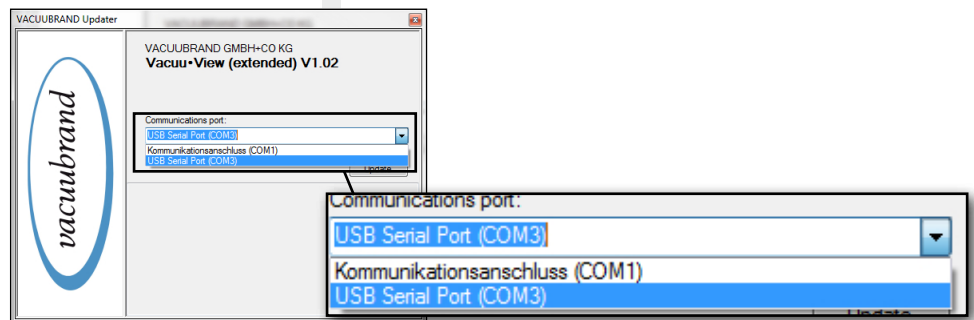 VACUUBRAND Updater
vacuubrand
VACUUBRAND GMBH+CO KG
Vacuu•View (extended) V1.02
Communications port:
USB Serial Port (COM3)
Kommunikationsanschluss (COM1)
USB Serial Port (COM3)
Update
Communications port:
USB Serial Port (COM3)
Kommunikationsanschluss (COM1)
USB Serial Port (COM3)
Update